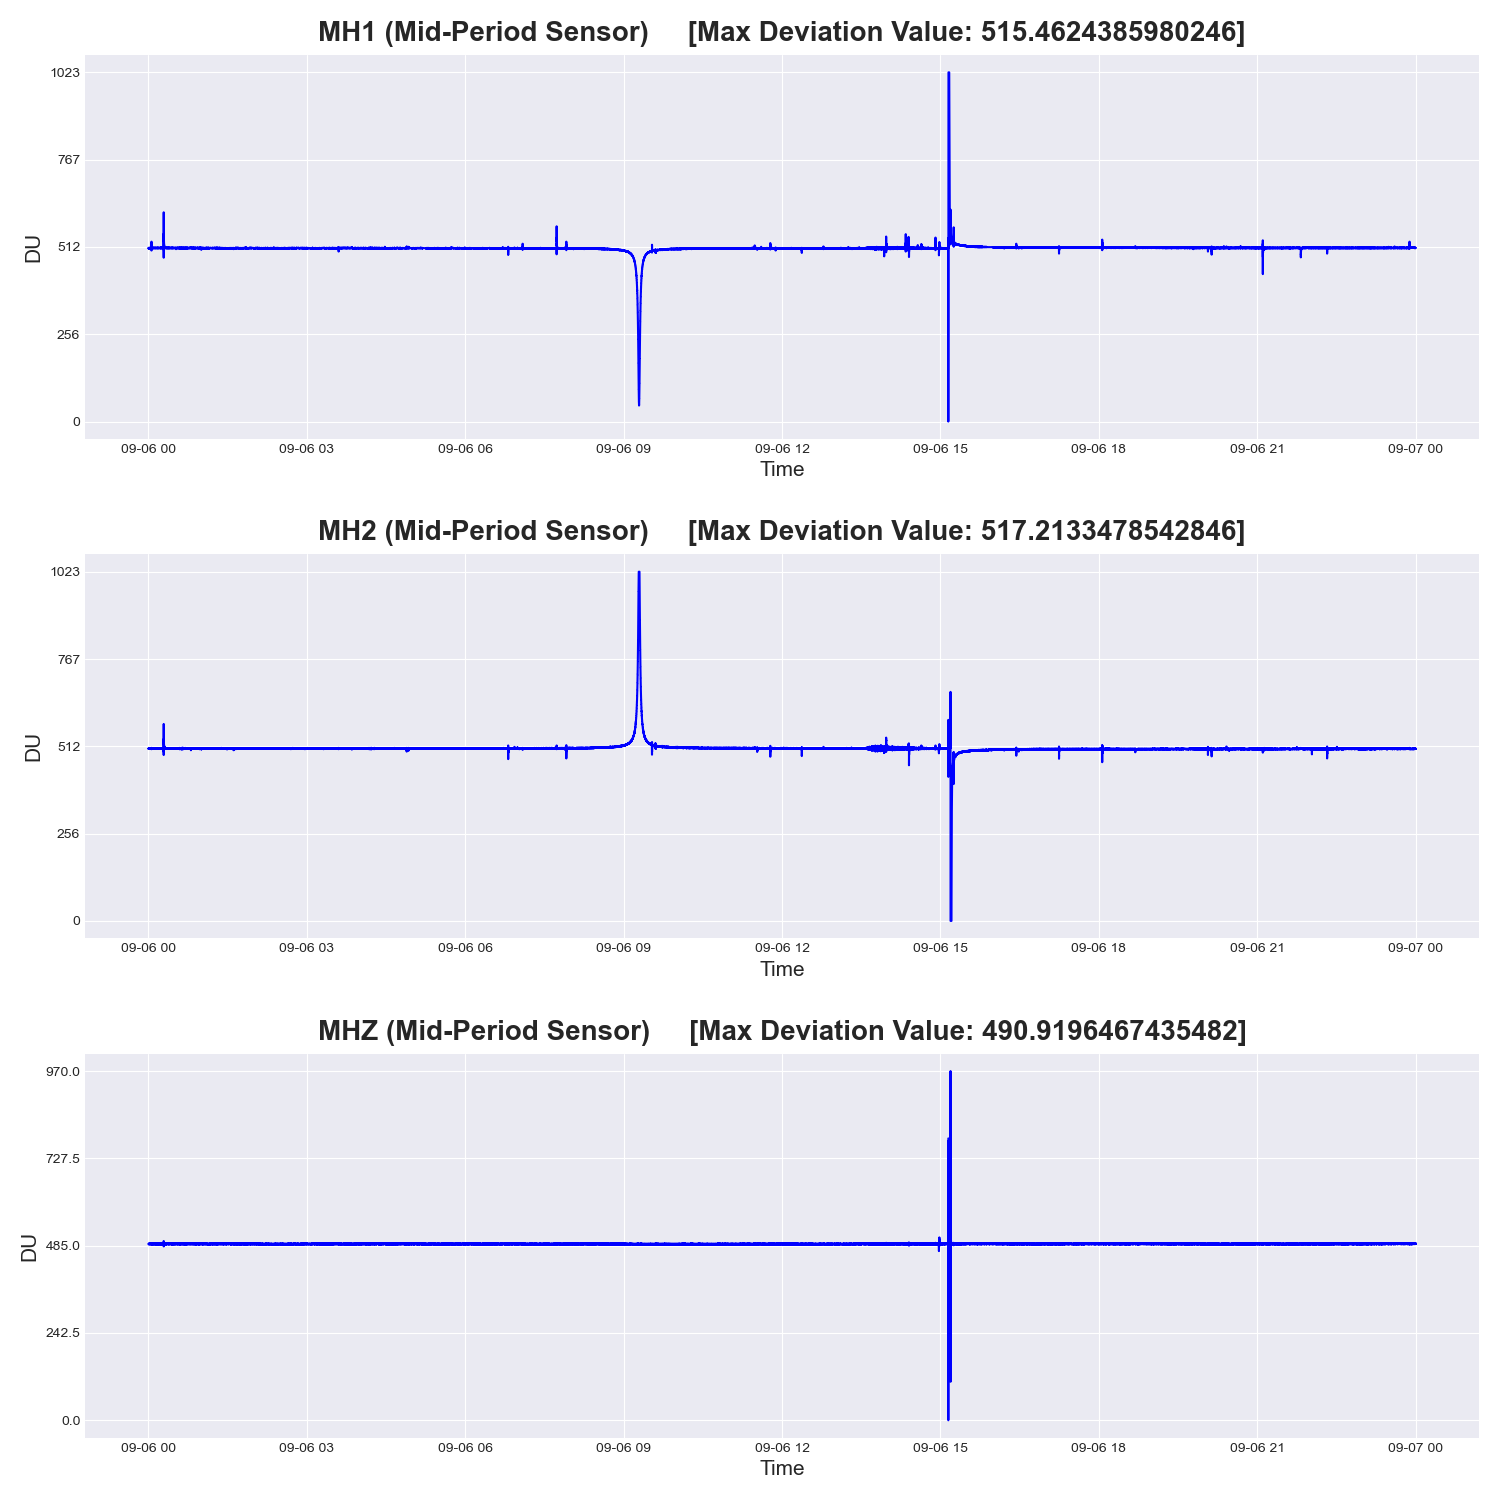 MH1 (Mid-Period Sensor) [Max Deviation Value: 515.4624385980246]
1023
767
512
256
0
DU
09-06 00 09-06 03 09-06 06 09-06 09 09-06 12 09-06 15 09-06 18 09-06 21 09-07 00
Time
MH2 (Mid-Period Sensor) [Max Deviation Value: 517.2133478542846]
1023
767
512
256
0
DU
09-06 00 09-06 03 09-06 06 09-06 09 09-06 12 09-06 15 09-06 18 09-06 21 09-07 00
Time
MHZ (Mid-Period Sensor) [Max Deviation Value: 490.9196467435482]
970.0
727.5
485.0
242.5
0.0
DU
09-06 00 09-06 03 09-06 06 09-06 09 09-06 12 09-06 15 09-06 18 09-06 21 09-07 00
Time